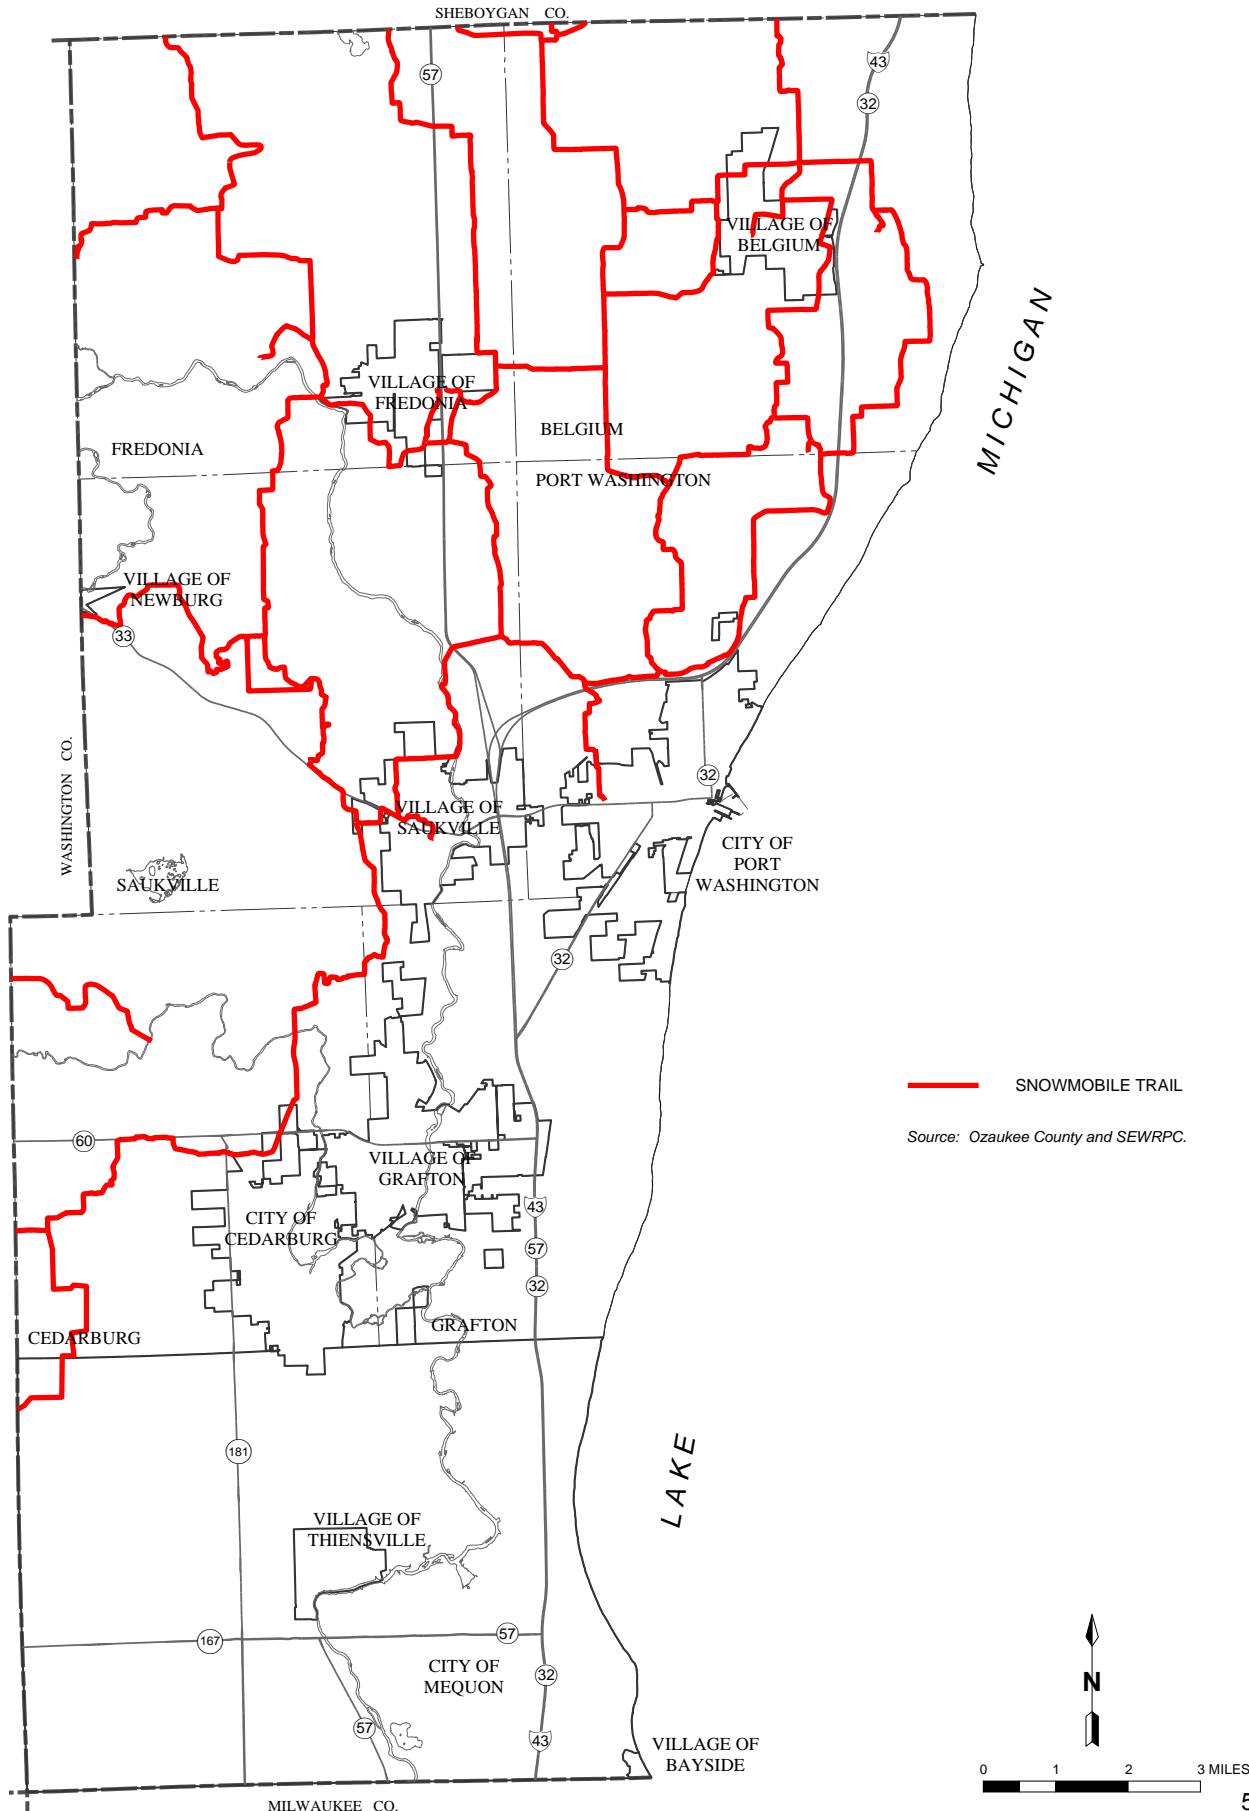 SHEBOYGAN CO.
57
43
32
VILLAGE OF
BELGIUM
MICHIGAN
VILLAGE OF
FREDONIA
FREDONIA
BELGIUM
PORT WASHINGTON
VILLAGE OF
NEWBURG
33
WASHINGTON CO.
32
VILLAGE OF
SAUKVILLE
CITY OF
PORT
WASHINGTON
SAUKVILLE
32
SNOWMOBILE TRAIL
Source: Ozaukee County and SEWRPC.
60
VILLAGE OF
GRAFTON
43
CITY OF
CEDARBURG
57
32
GRAFTON
CEDARBURG
LAKE
181
VILLAGE OF
THIENSVILLE
167
57
CITY OF
MEQUON
32
57
43
VILLAGE OF
BAYSIDE
N
0 1 2 3 MILES
5
MILWAUKEE CO.